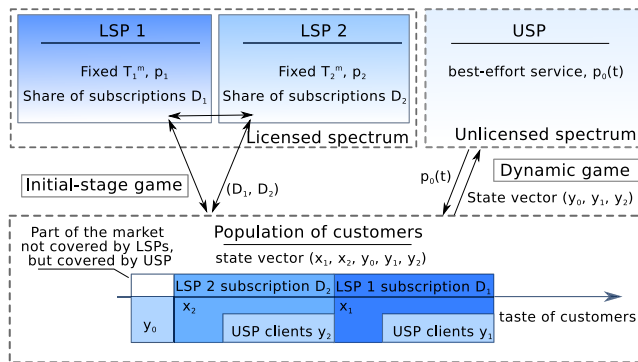 LSP 1
Fixed T₁ᵐ, p₁
Share of subscriptions D₁
LSP 2
Fixed T₂ᵐ, p₂
Share of subscriptions D₂
Licensed spectrum
USP
best-effort service, p₀(t)
Unlicensed spectrum
Initial-stage game
(D₁, D₂)
p₀(t)
Dynamic game
State vector (y₀, y₁, y₂)
Part of the market
not covered by LSPs,
but covered by USP
Population of customers
state vector (x₁, x₂, y₀, y₁, y₂)
LSP 2 subscription D₂
LSP 1 subscription D₁
x₂
x₁
taste of customers
y₀
USP clients y₂
USP clients y₁